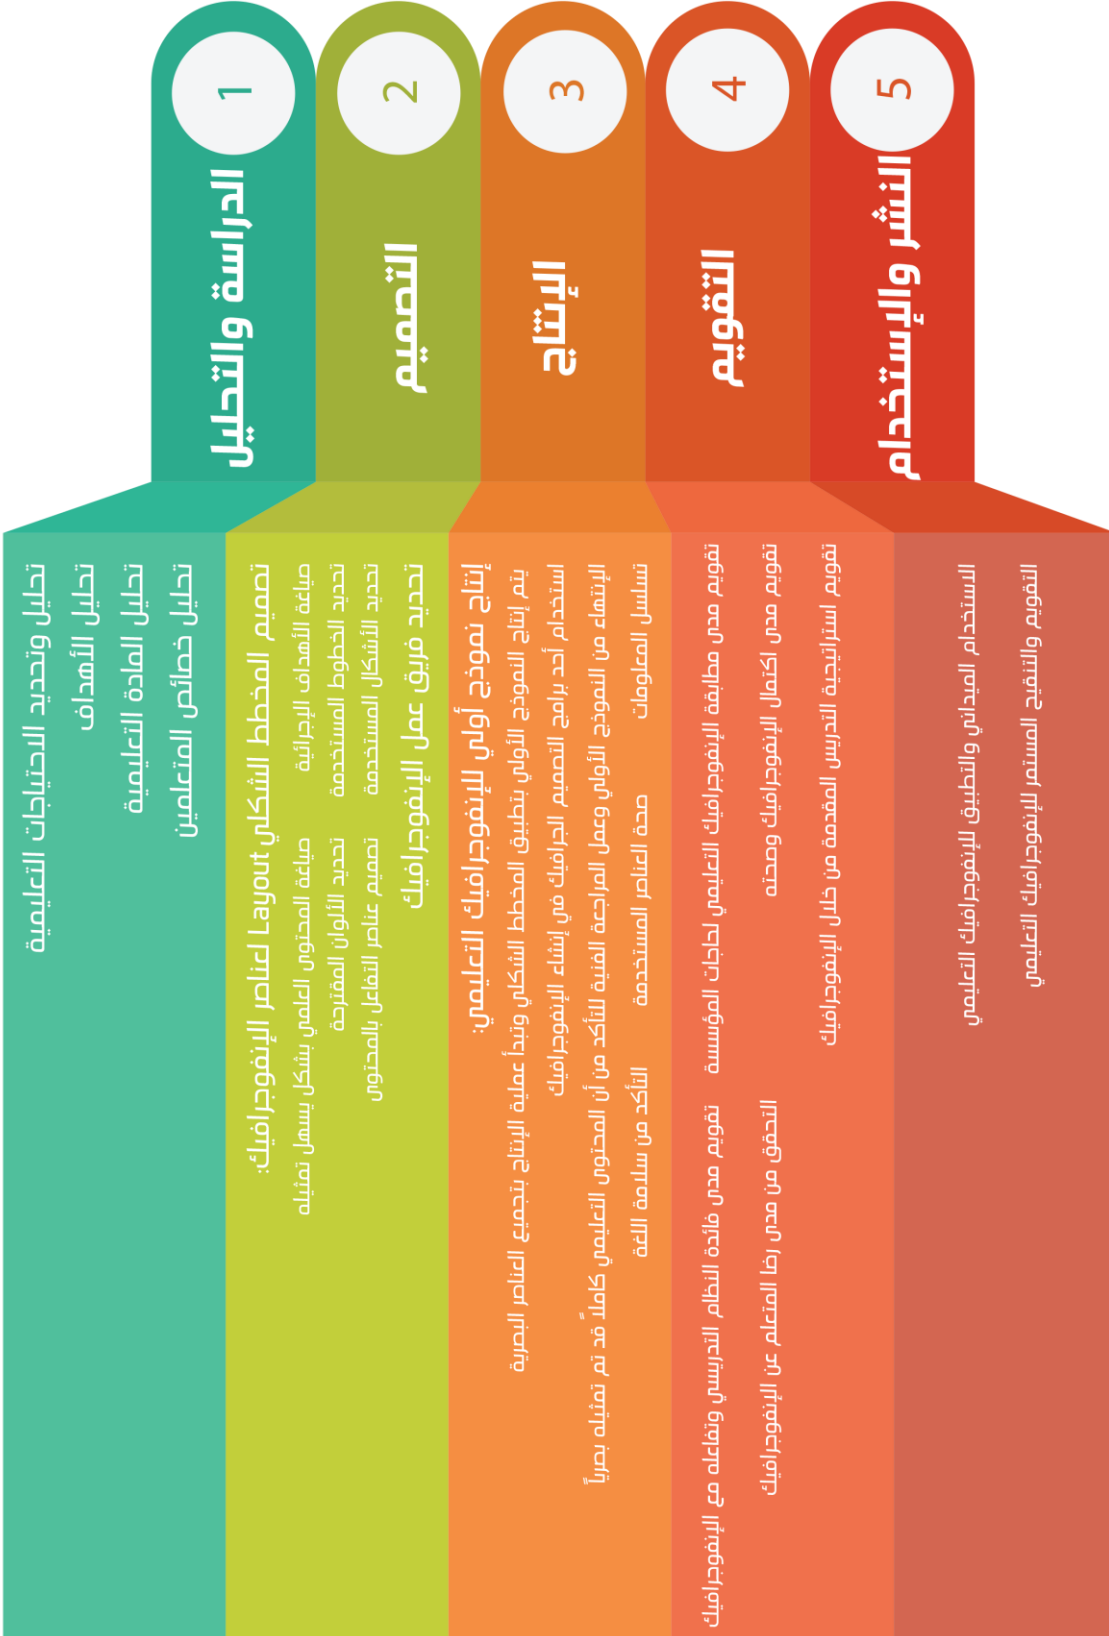 1
الدراسة والتحليل
تحليل وتحديد الاحتياجات التعليمية
تحليل الأهداف
تحليل المادة التعليمية
تحليل خصائص المتعلمين
2
التصميم
تصميم المخطط الشكلي Layout لعناصر الإنفوجرافيك:
صياغة الأهداف الإجرائية صياغة المحتوى العلمي بشكل يسهل تمثيله
تحديد الخطوط المستخدمة تحديد الألوان المقترحة
تحديد الأشكال المستخدمة تصميم عناصر التفاعل بالمحتوى
تحديد فريق عمل الإنفوجرافيك
3
الإنتاج
إنتاج نموذج أولي للإنفوجرافيك التعليمي:
يتم إنتاج النموذج الأولي بتطبيق المخطط الشكلي وتبدأ عملية الإنتاج بتجميع العناصر البصرية
استخدام أحد برامج التصميم الجرافيك في إنشاء الإنفوجرافيك
الإنتهاء من النموذج الأولي وعمل المراجعة الفنية للتأكد من أن المحتوى التعليمي كاملاً قد تم تمثيله بصرياً
تسلسل المعلومات صحة العناصر المستخدمة التأكد من سلامة اللغة
4
التقويم
تقويم مدى مطابقة الإنفوجرافيك التعليمي لحاجات المؤسسة تقويم مدى فائدة النظام التدريسي وتفاعله مع الإنفوجرافيك
تقويم مدى اكتمال الإنفوجرافيك وصحته التحقق من مدى رضا المتعلم عن الإنفوجرافيك
تقويم استراتيجية التدريس المقدمة من خلال الإنفوجرافيك
5
النشر والإستخدام
الاستخدام الميداني والتطبيق للإنفوجرافيك التعليمي
التقويم والتنقيح المستمر للإنفوجرافيك التعليمي